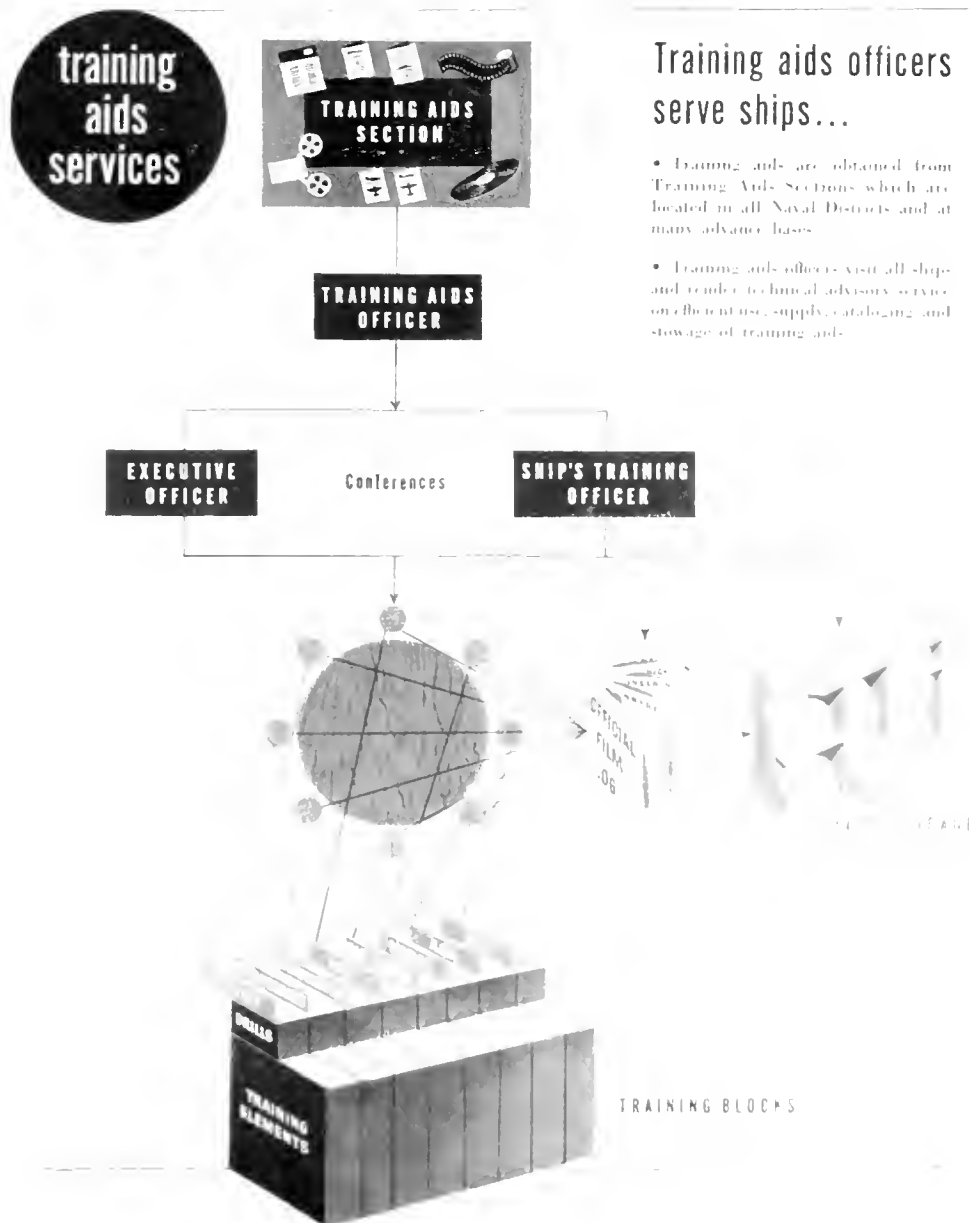 training
aids
services
TRAINING AIDS
SECTION
Training aids officers
serve ships...
• Training aids are obtained from
Training Aids Sections which are
located in all Naval Districts and at
many advance bases
• Training aids officers visit all ships
and render technical advisory service
on efficient use, supply, cataloging and
stowage of training aids
TRAINING AIDS
OFFICER
EXECUTIVE
OFFICER
Conferences
SHIP'S TRAINING
OFFICER
OFFICIAL
FILM
DRILLS
TRAINING
ELEMENTS
TRAINING BLOCKS